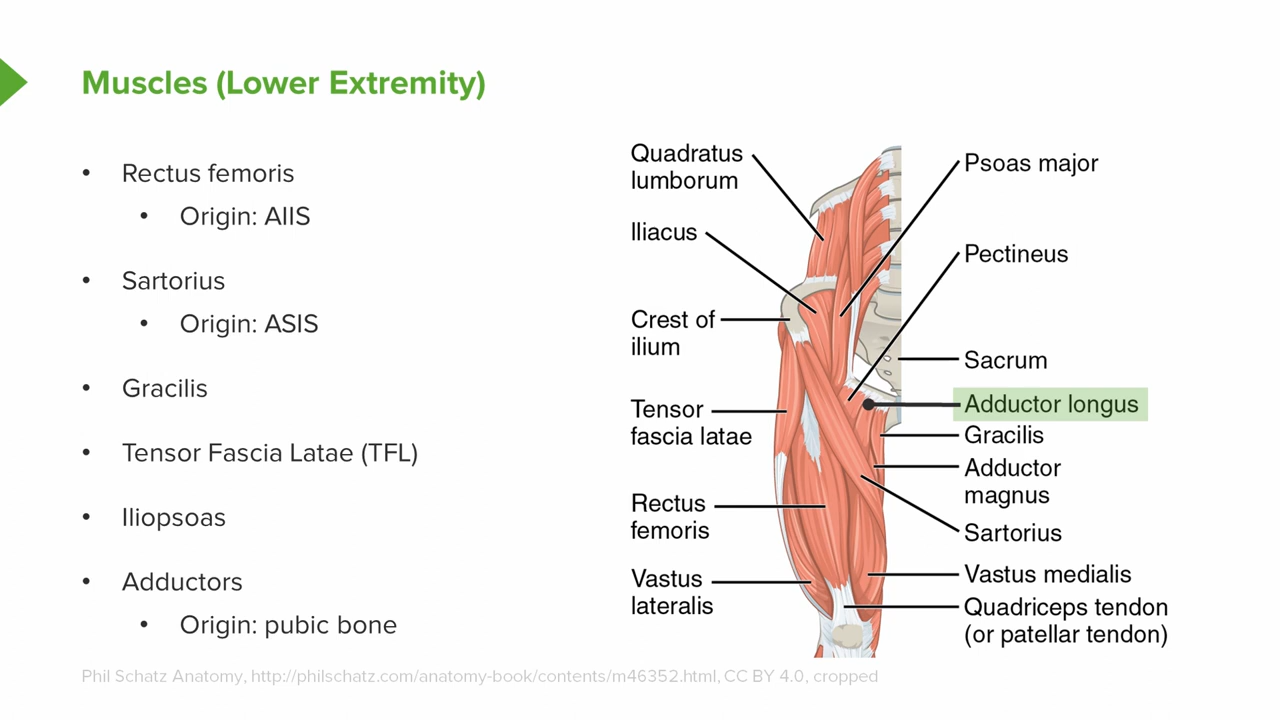 Muscles (Lower Extremity)
• Rectus femoris
• Origin: AIIS
• Sartorius
• Origin: ASIS
• Gracilis
• Tensor Fascia Latae (TFL)
• Iliopsoas
• Adductors
• Origin: pubic bone
Quadratus
lumborum
Iliacus
Crest of
ilium
Tensor
fascia latae
Rectus
femoris
Vastus
lateralis
Psoas major
Pectineus
Sacrum
Adductor longus
Gracilis
Adductor
magnus
Sartorius
Vastus medialis
Quadriceps tendon
(or patellar tendon)
Phil Schatz Anatomy, http://philschatz.com/anatomy-book/contents/m46352.html, CC BY 4.0, cropped